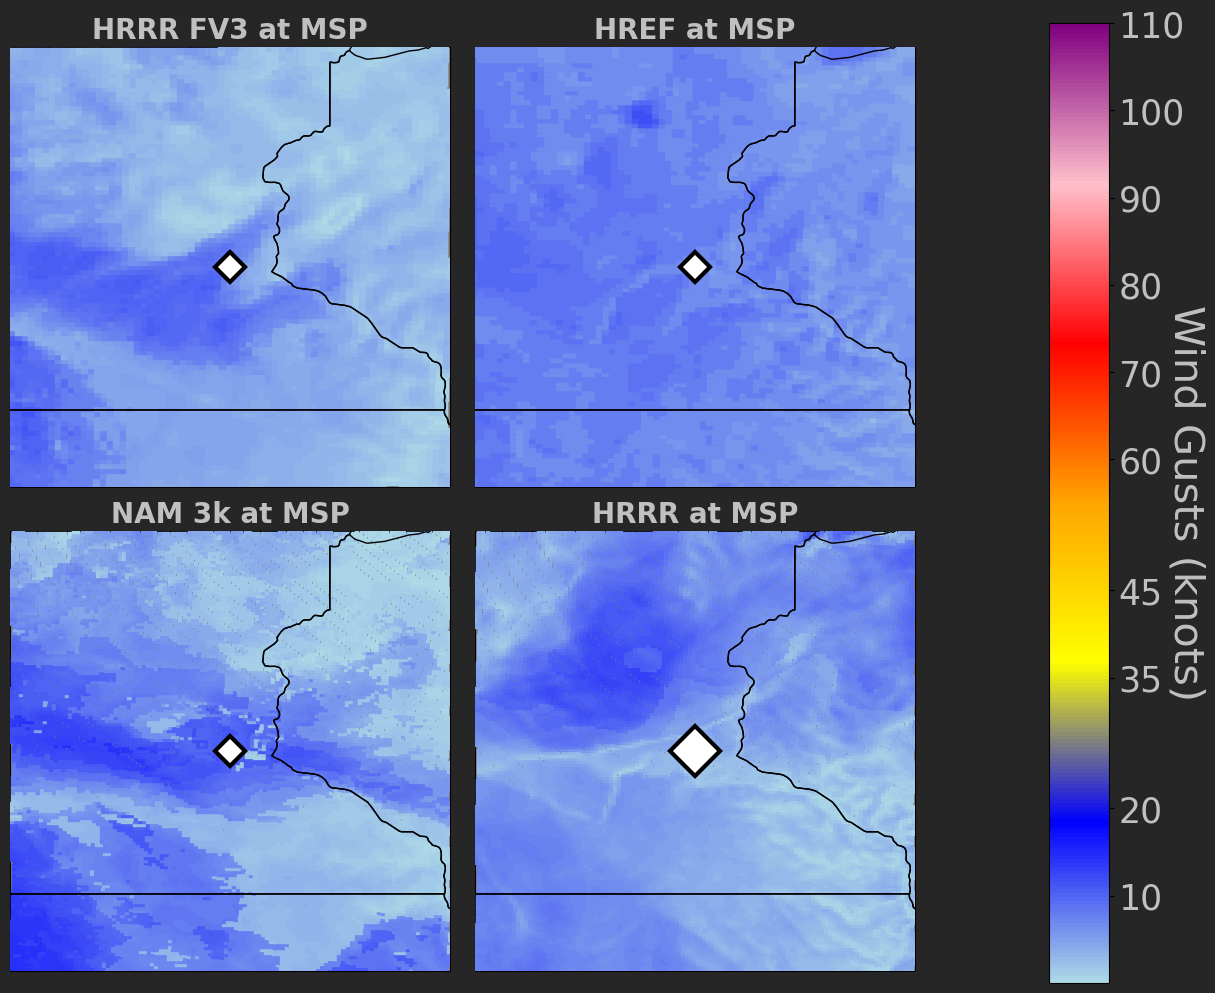 HRRR FV3 at MSP
HREF at MSP
NAM 3k at MSP
HRRR at MSP
110
100
90
80
70
60
45
35
20
10
Wind Gusts (knots)